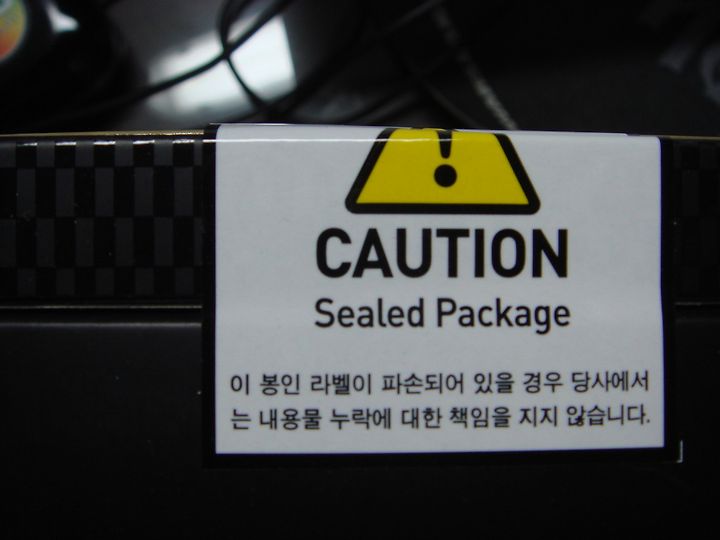 CAUTION
Sealed Package
이 봉인 라벨이 파손되어 있을 경우 당사에서
는 내용물 누락에 대한 책임을 지지 않습니다.